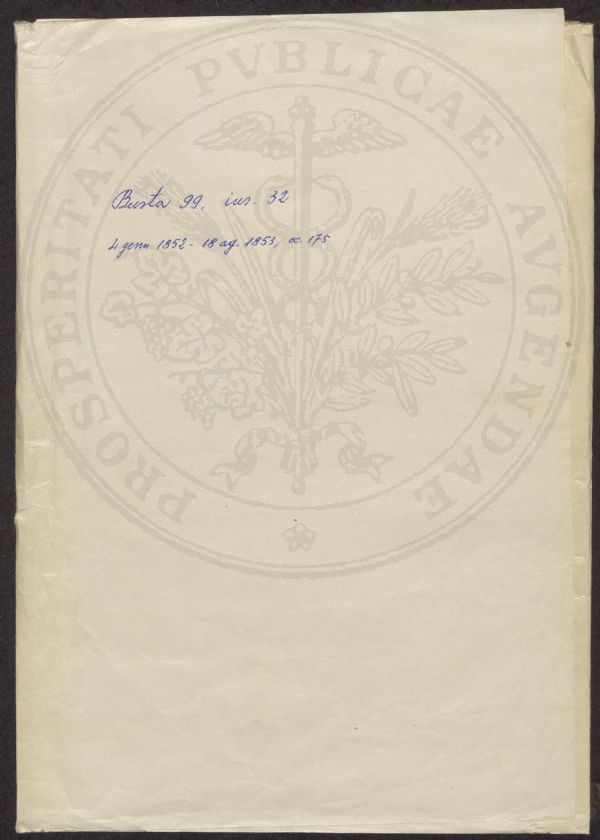 PROSPERITATI PVBLICAE AVGENDAE
Busta 99, ins. 32
4 genn. 1852 - 18 ag. 1853, cc. 175